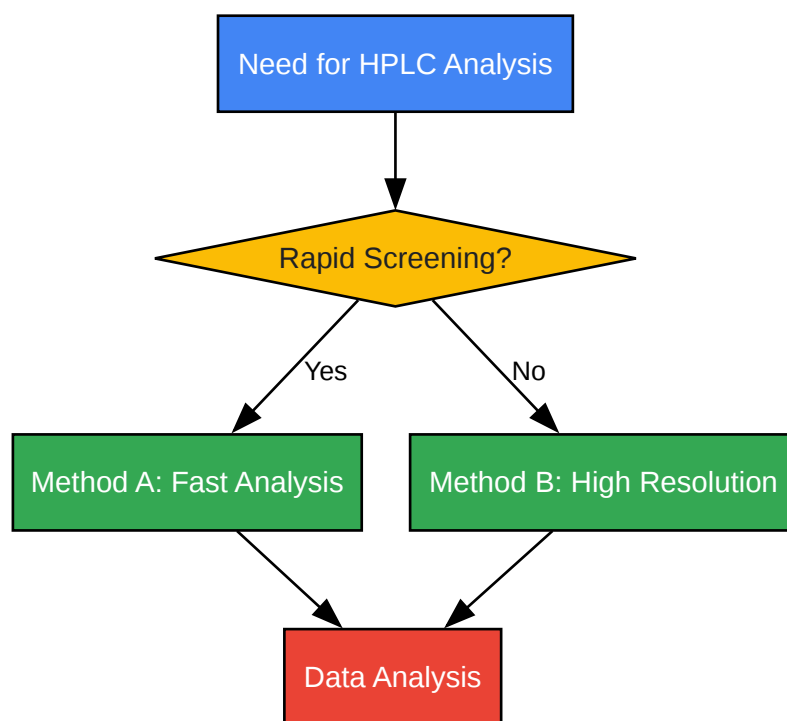 Need for HPLC Analysis
Rapid Screening?
Yes
No
Method A: Fast Analysis
Method B: High Resolution
Data Analysis